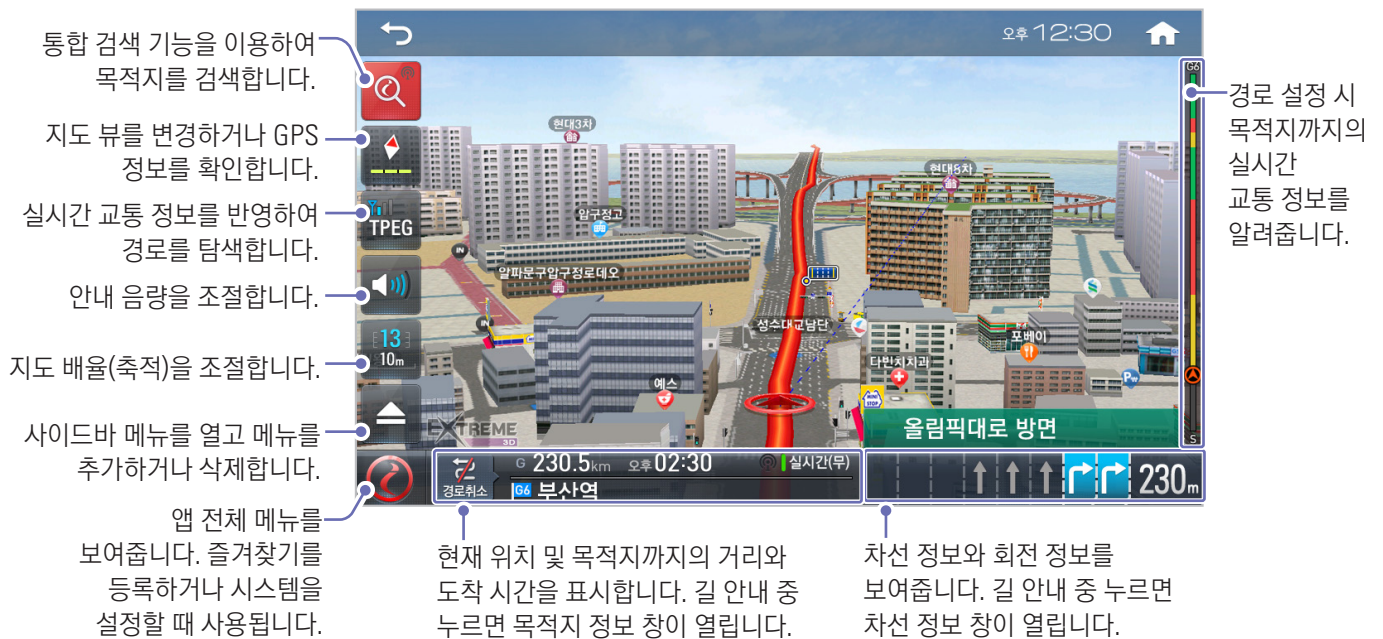 통합 검색 기능을 이용하여
목적지를 검색합니다.
지도 뷰를 변경하거나 GPS
정보를 확인합니다.
실시간 교통 정보를 반영하여
경로를 탐색합니다.
안내 음량을 조절합니다.
지도 배율(축적)을 조절합니다.
사이드바 메뉴를 열고 메뉴를
추가하거나 삭제합니다.
앱 전체 메뉴를
보여줍니다. 즐겨찾기를
등록하거나 시스템을
설정할 때 사용됩니다.
오후 12:30
TPEG
13
10m
현대3차
현대8차
압구정고
IN
알파문구압구정로데오
IN
성수대교남단
포베이
다빈치치과
예스
Pw
MINI
STOP
EXTREME
3D
올림픽대로 방면
G6
S
경로취소
G 230.5km 오후 02:30 실시간(무)
G6 부산역
230m
경로 설정 시
목적지까지의
실시간
교통 정보를
알려줍니다.
현재 위치 및 목적지까지의 거리와
도착 시간을 표시합니다. 길 안내 중
누르면 목적지 정보 창이 열립니다.
차선 정보와 회전 정보를
보여줍니다. 길 안내 중 누르면
차선 정보 창이 열립니다.